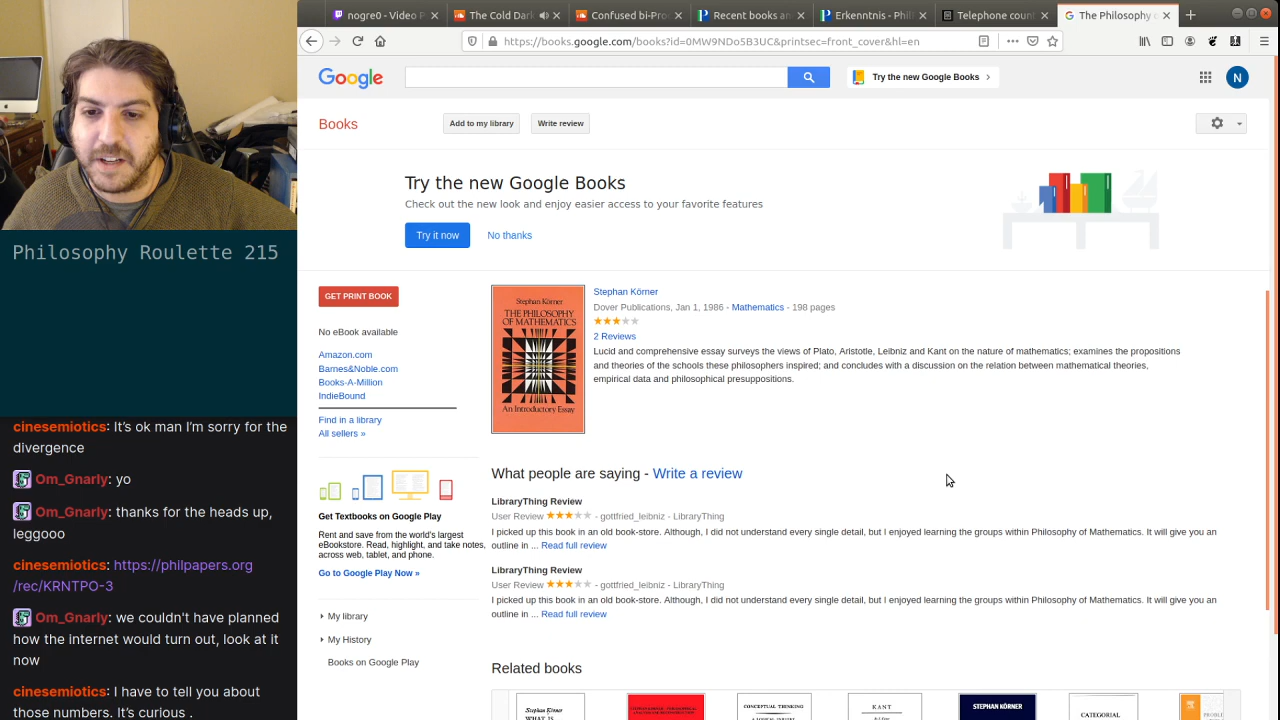 ngore0 - Video P
The Cold Dark
Confused bi-Pro
Review books an
Erkenntnis - Phil
Telephone count
The Philosophy o
https://books.google.com/books?id=0MW9NDo5B3UC&printsec=front_cover&hl=en
Google
Try the new Google Books
N
Books
Add to my library
Write review
Try the new Google Books
Check out the new look and enjoy easier access to your favorite features
Try it now
No thanks
Philosophy Roulette 215
GET PRINT BOOK
No eBook available
Amazon.com
Barnes&Noble.com
Books-A-Million
IndieBound
Find in a library
All sellers »
Stephan Körner
THE PHILOSOPHY
OF MATHEMATICS
An Introductory Essay
Stephan Körner
Dover Publications, Jan 1, 1986 - Mathematics - 198 pages
2 Reviews
Lucid and comprehensive essay surveys the views of Plato, Aristotle, Leibniz and Kant on the nature of mathematics; examines the propositions
and theories of the schools these philosophers inspired; and concludes with a discussion on the relation between mathematical theories,
empirical data and philosophical presuppositions.
What people are saying - Write a review
LibraryThing Review
User Review - gottfried_leibniz - LibraryThing
I picked up this book in an old book-store. Although, I did not understand every single detail, but I enjoyed learning the groups within Philosophy of Mathematics. It will give you an
outline in ... Read full review
LibraryThing Review
User Review - gottfried_leibniz - LibraryThing
I picked up this book in an old book-store. Although, I did not understand every single detail, but I enjoyed learning the groups within Philosophy of Mathematics. It will give you an
outline in ... Read full review
Related books
Get Textbooks on Google Play
Rent and save from the world's largest
eBookstore. Read, highlight, and take notes,
across web, tablet, and phone.
Go to Google Play Now »
My library
My History
Books on Google Play
Stephan Körner
WHAT IS
CONCEPTUAL THINKING
KANT
STEPHAN KÖRNER
CATEGORIAL
cinesemiotics: It's ok man I'm sorry for the
divergence
Om_Gnarly: yo
Om_Gnarly: thanks for the heads up,
leggooo
cinesemiotics: https://philpapers.org
/rec/KRNTPO-3
Om_Gnarly: we couldn't have planned
how the internet would turn out, look at it
now
cinesemiotics: I have to tell you about
those numbers. It's curious .